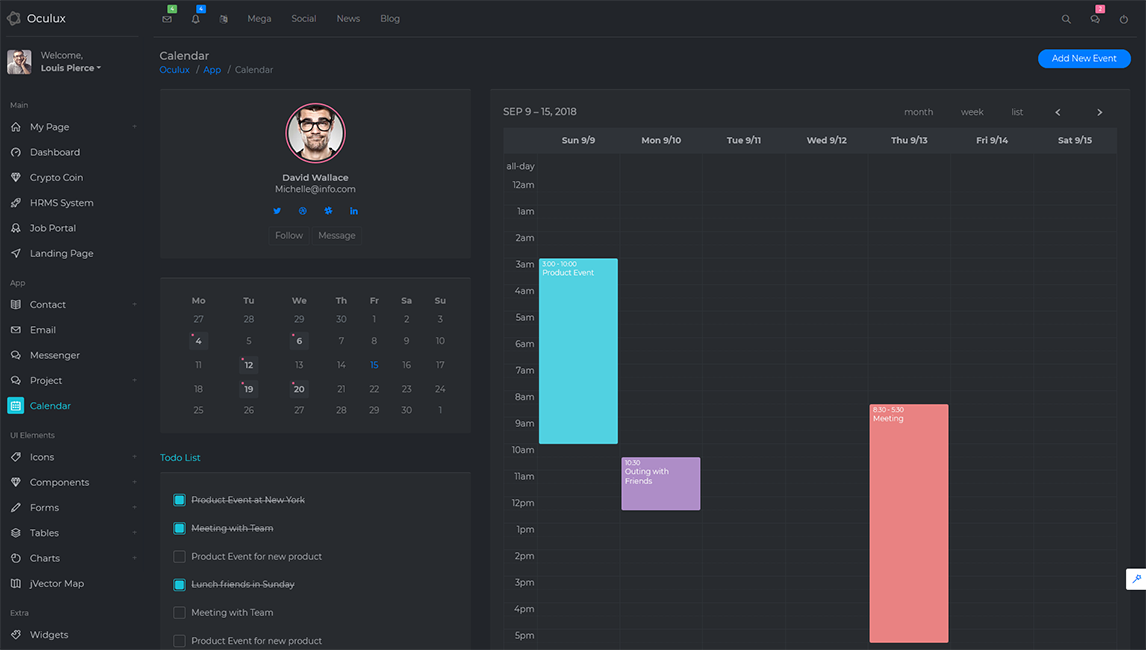 Oculux
4
4
Mega
Social
News
Blog
2
Welcome,
Louis Pierce
Main
My Page
Dashboard
Crypto Coin
HRMS System
Job Portal
Landing Page
App
Contact
Email
Messenger
Project
Calendar
UI Elements
Icons
Components
Forms
Tables
Charts
jVector Map
Extra
Widgets
Calendar
Oculux / App / Calendar
Add New Event
David Wallace
Michelle@info.com
Follow Message
Mo Tu We Th Fr Sa Su
27 28 29 30 1 2 3
4 5 6 7 8 9 10
11 12 13 14 15 16 17
18 19 20 21 22 23 24
25 26 27 28 29 30 1
Todo List
Product Event at New York
Meeting with Team
Product Event for new product
Lunch friends in Sunday
Meeting with Team
Product Event for new product
SEP 9 – 15, 2018
month week list
Sun 9/9 Mon 9/10 Tue 9/11 Wed 9/12 Thu 9/13 Fri 9/14 Sat 9/15
all-day
12am
1am
2am
3am
4am
5am
6am
7am
8am
9am
10am
11am
12pm
1pm
2pm
3pm
4pm
5pm
3:00 - 10:00
Product Event
10:30
Outing with
Friends
8:30 - 5:30
Meeting